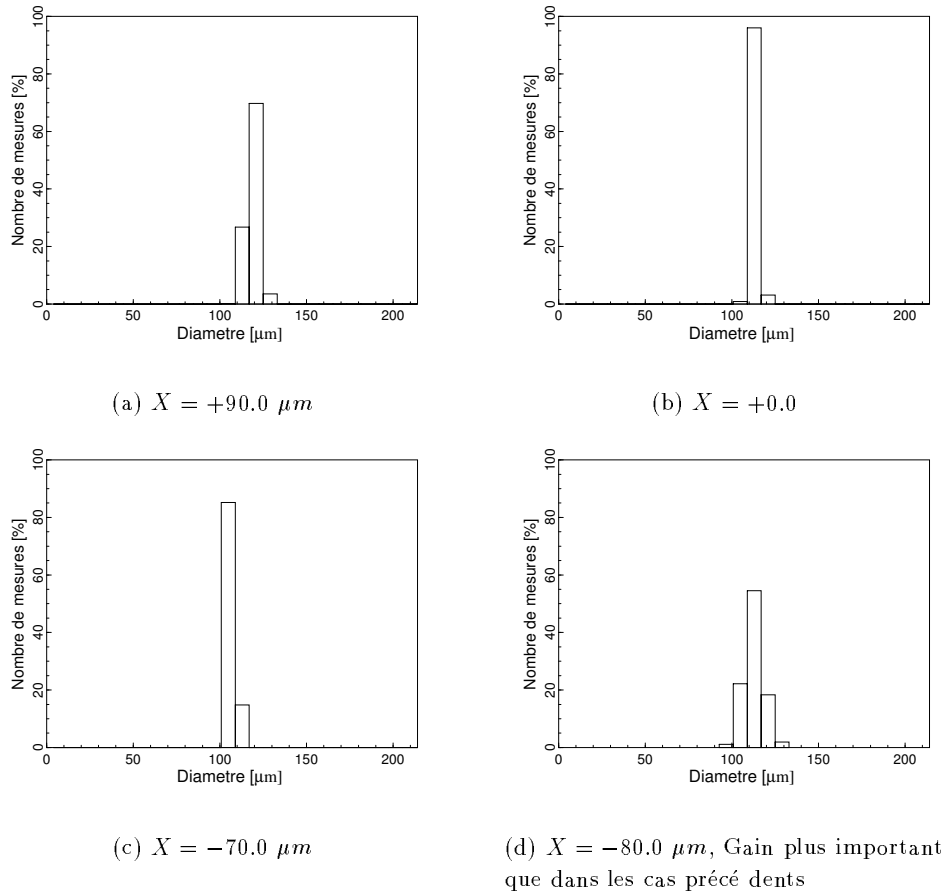 Nombre de mesures [%]
0 20 40 60 80 100
0 50 100 150 200
Diametre [µm]
(a) X = +90.0 µm
Nombre de mesures [%]
0 20 40 60 80 100
0 50 100 150 200
Diametre [µm]
(b) X = +0.0
Nombre de mesures [%]
0 20 40 60 80 100
0 50 100 150 200
Diametre [µm]
(c) X = −70.0 µm
Nombre de mesures [%]
0 20 40 60 80 100
0 50 100 150 200
Diametre [µm]
(d) X = −80.0 µm, Gain plus important
que dans les cas précé dents